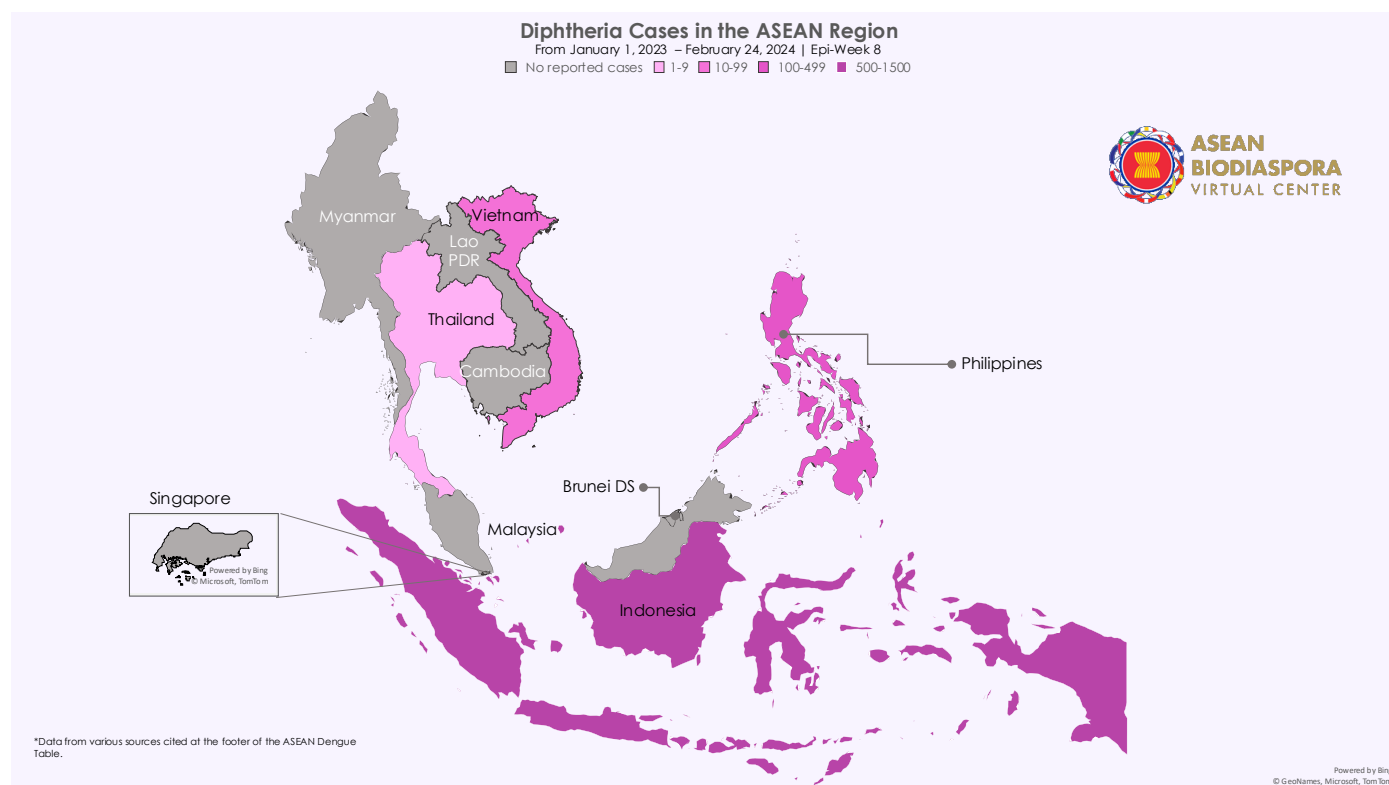 Diphtheria Cases in the ASEAN Region
From January 1, 2023 – February 24, 2024 | Epi-Week 8
No reported cases 1-9 10-99 100-499 500-1500
ASEAN
BIODIASPORA
VIRTUAL CENTER
Myanmar
Vietnam
Lao
PDR
Thailand
Cambodia
Philippines
Brunei DS
Singapore
Malaysia
Powered by Bing
© Microsoft, TomTom
Indonesia
*Data from various sources cited at the footer of the ASEAN Dengue
Table.
Powered by Bing
© GeoNames, Microsoft, TomTom